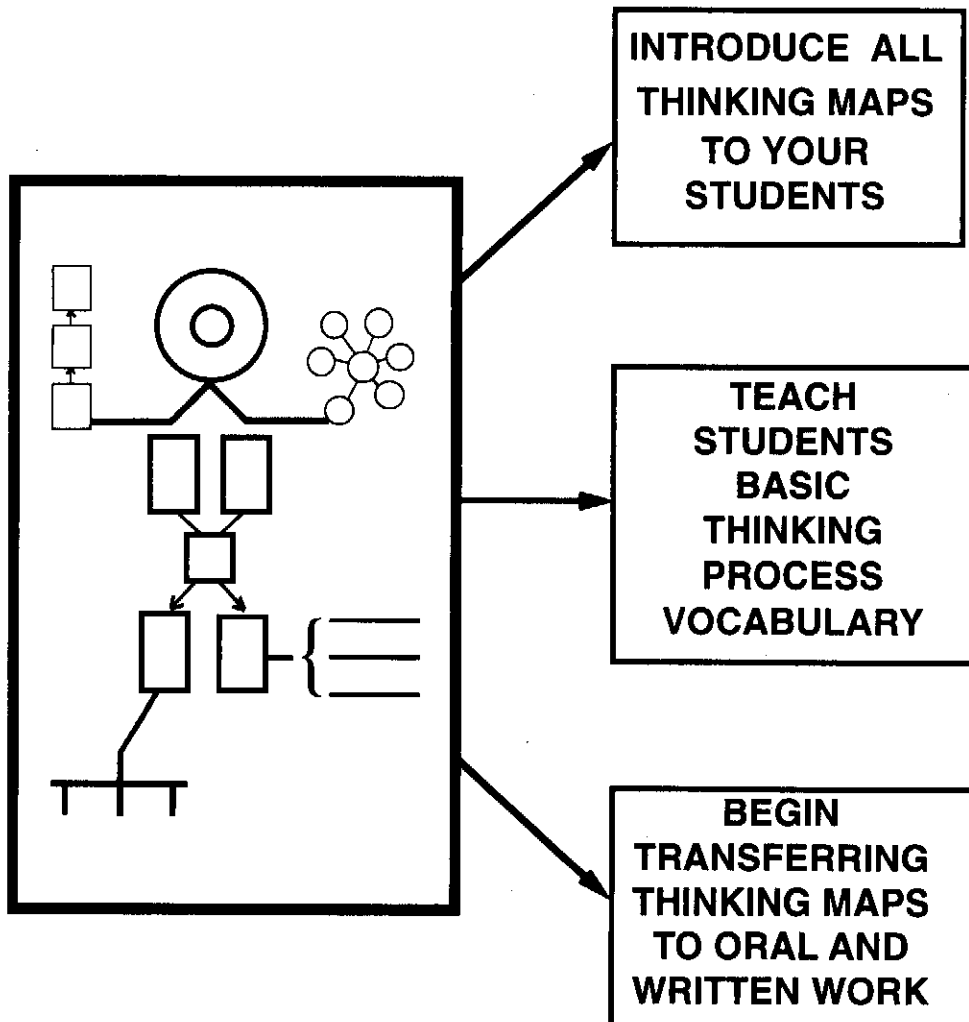 INTRODUCE ALL
THINKING MAPS
TO YOUR
STUDENTS
TEACH
STUDENTS
BASIC
THINKING
PROCESS
VOCABULARY
BEGIN
TRANSFERRING
THINKING MAPS
TO ORAL AND
WRITTEN WORK